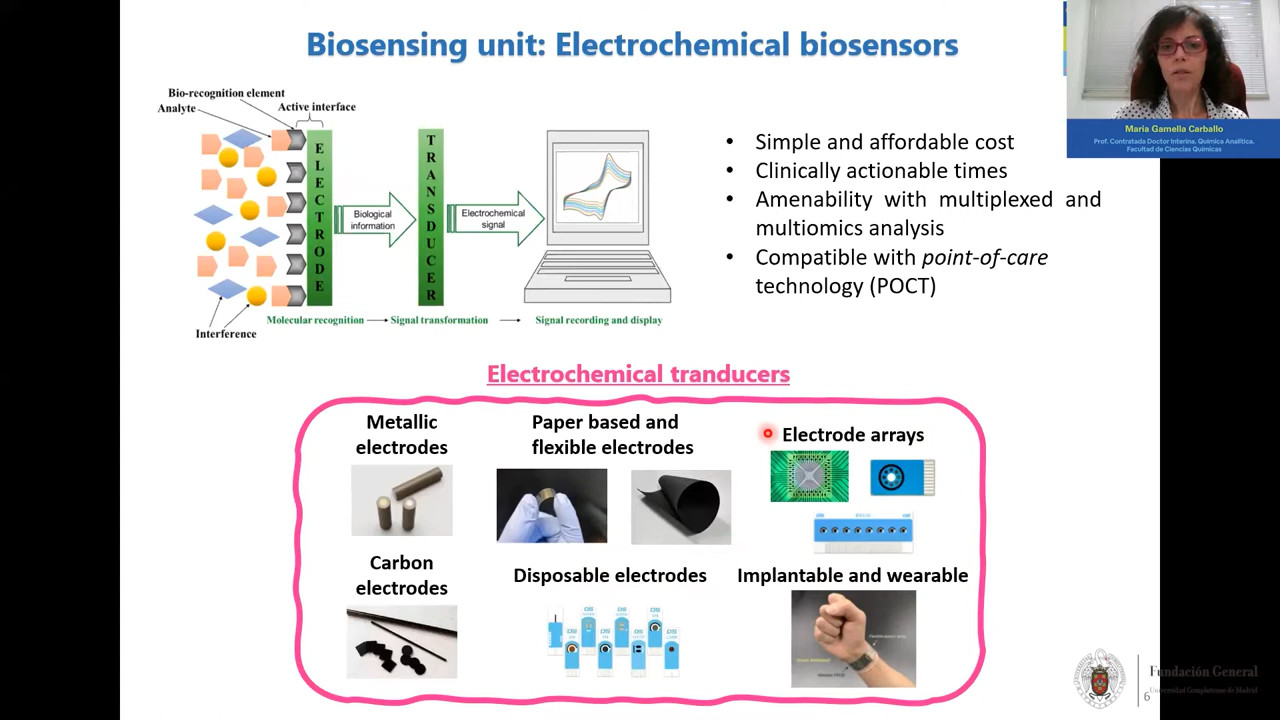 Biosensing unit: Electrochemical biosensors
Maria Gamella Carballo
Prof. Contratada Doctor Interina. Química Analítica.
Facultad de Ciencias Químicas
Bio-recognition element
Analyte
Active interface
ELECTRODE
Biological
information
TRANSDUCER
Electrochemical
signal
Interference
Molecular recognition
Signal transformation
Signal recording and display
• Simple and affordable cost
• Clinically actionable times
• Amenability with multiplexed and
multiomics analysis
• Compatible with point-of-care
technology (POCT)
Electrochemical tranducers
Metallic
electrodes
Paper based and
flexible electrodes
Electrode arrays
Carbon
electrodes
Disposable electrodes
Implantable and wearable
Fundación General
Universidad Complutense de Madrid
6